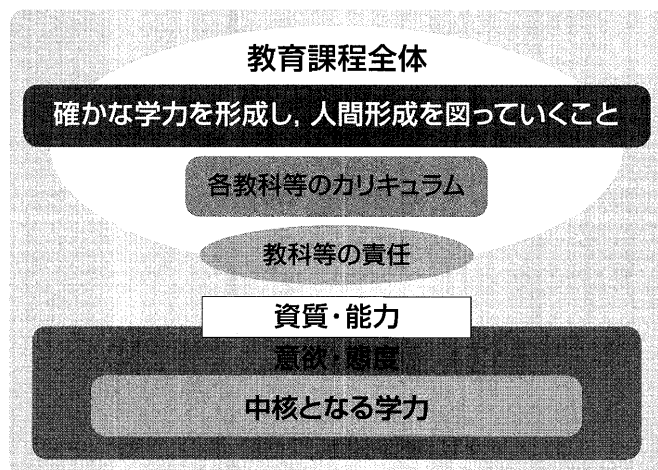 教育課程全体
確かな学力を形成し，人間形成を図っていくこと
各教科等のカリキュラム
教科等の責任
資質・能力
意欲・態度
中核となる学力